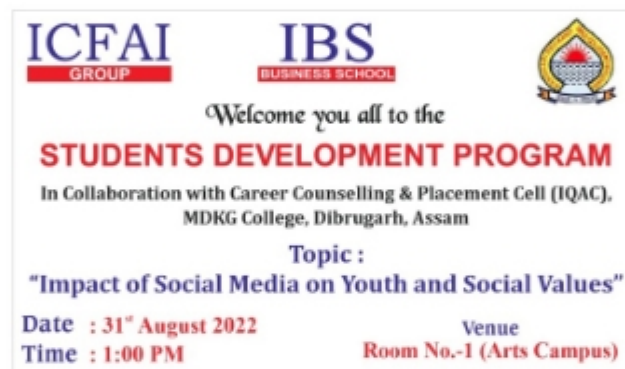 ICFAI
GROUP
IBS
BUSINESS SCHOOL
Welcome you all to the
STUDENTS DEVELOPMENT PROGRAM
In Collaboration with Career Counselling & Placement Cell (IQAC),
MDKG College, Dibrugarh, Assam
Topic :
"Impact of Social Media on Youth and Social Values"
Date : 31st August 2022
Time : 1:00 PM
Venue
Room No.-1 (Arts Campus)